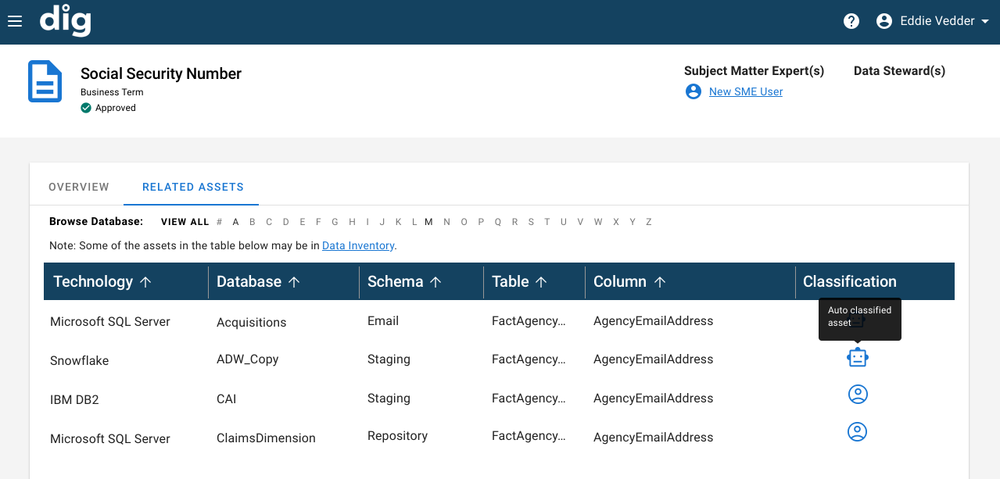 dig
Eddie Vedder
Social Security Number
Business Term
Approved
Subject Matter Expert(s)
New SME User
Data Steward(s)
OVERVIEW RELATED ASSETS
Browse Database: VIEW ALL # A B C D E F G H I J K L M N O P Q R S T U V W X Y Z
Note: Some of the assets in the table below may be in Data Inventory.
Technology Database Schema Table Column Classification
Auto classified
asset
Microsoft SQL Server Acquisitions Email FactAgency... AgencyEmailAddress
Snowflake ADW_Copy Staging FactAgency... AgencyEmailAddress
IBM DB2 CAI Staging FactAgency... AgencyEmailAddress
Microsoft SQL Server ClaimsDimension Repository FactAgency... AgencyEmailAddress